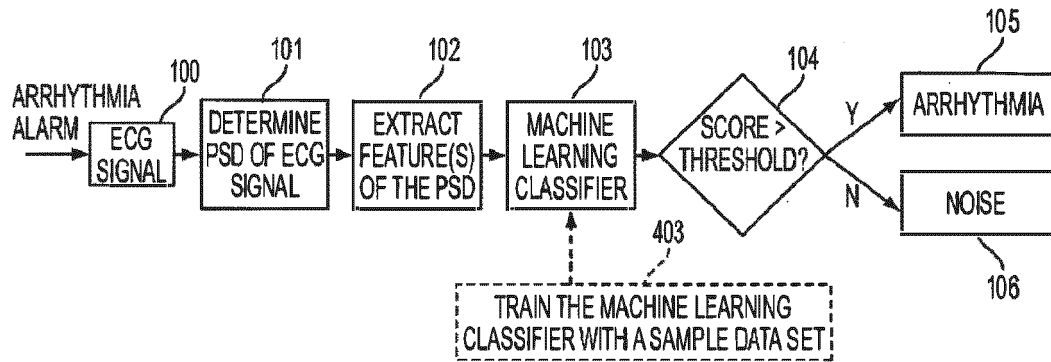 ARRHYTHMIA
ALARM
100
ECG
SIGNAL
101
DETERMINE
PSD OF ECG
SIGNAL
102
EXTRACT
FEATURE(S)
OF THE PSD
103
MACHINE
LEARNING
CLASSIFIER
104
SCORE >
THRESHOLD?
Y
N
105
ARRHYTHMIA
NOISE
106
403
TRAIN THE MACHINE LEARNING
CLASSIFIER WITH A SAMPLE DATA SET